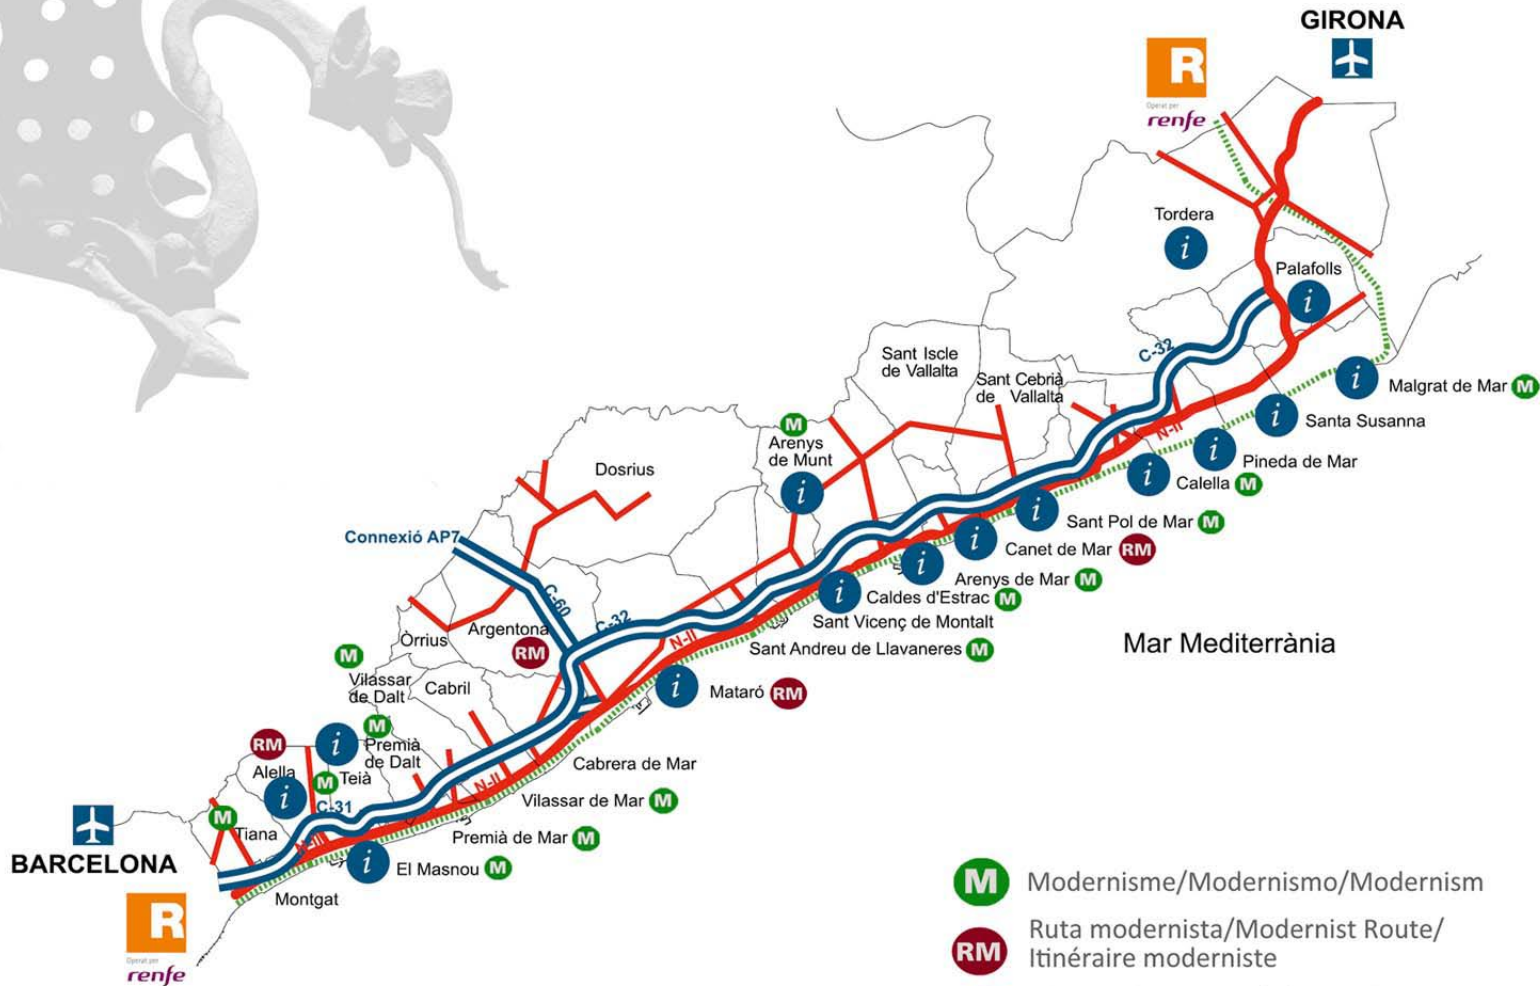 GIRONA
R
Operat per
renfe
Tordera
i
Palafolls
i
C-32
Sant Iscle
de Vallalta
Sant Cebrià
de Vallalta
i
Malgrat de Mar M
i
Santa Susanna
N-II
i
Pineda de Mar
i
Calella M
M
Arenys
de Munt
i
Dosrius
i
Sant Pol de Mar M
i
Canet de Mar RM
i
Arenys de Mar M
i
Caldes d'Estrac M
Sant Vicenç de Montalt
Sant Andreu de Llavaneres M
Connexió AP7
C-60
C-32
N-II
Argentona
RM
Òrrius
Mar Mediterrània
M
Vilassar
de Dalt
Cabril
i
Mataró RM
M
Premià
de Dalt
RM
i
Alella
i
M Teià
C-31
Cabrera de Mar
N-II
Vilassar de Mar M
M
Tiana
N-II
Premià de Mar M
i
El Masnou M
BARCELONA
Montgat
R
Operat per
renfe
M Modernisme/Modernismo/Modernism
RM Ruta modernista/Modernist Route/
Itinéraire moderniste